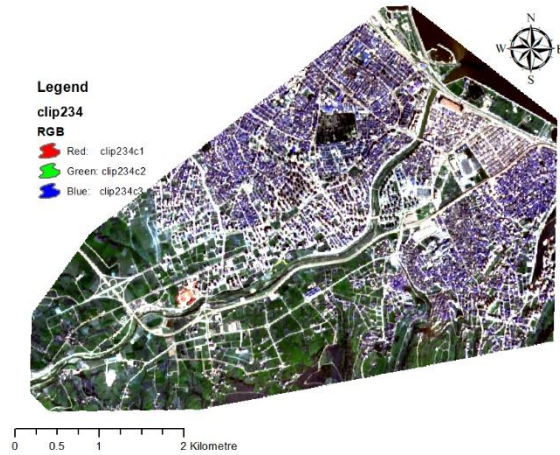 N
W E
S
Legend
clip234
RGB
Red: clip234c1
Green: clip234c2
Blue: clip234c3
0 0.5 1 2 Kilometre